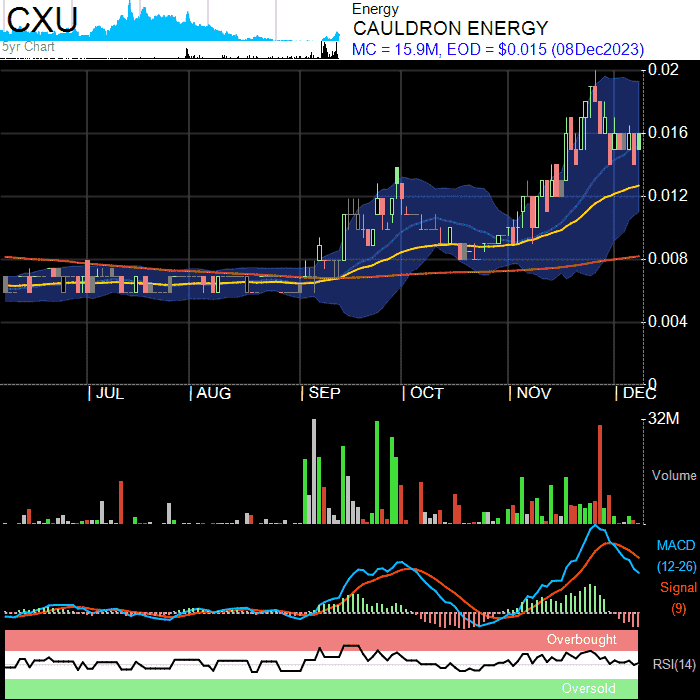 CXU
5yr Chart
Energy
CAULDRON ENERGY
MC = 15.9M, EOD = $0.015 (08Dec2023)
0.02
0.016
0.012
0.008
0.004
0
JUL AUG SEP OCT NOV DEC
32M
Volume
MACD
(12-26)
Signal
(9)
Overbought
RSI(14)
Oversold